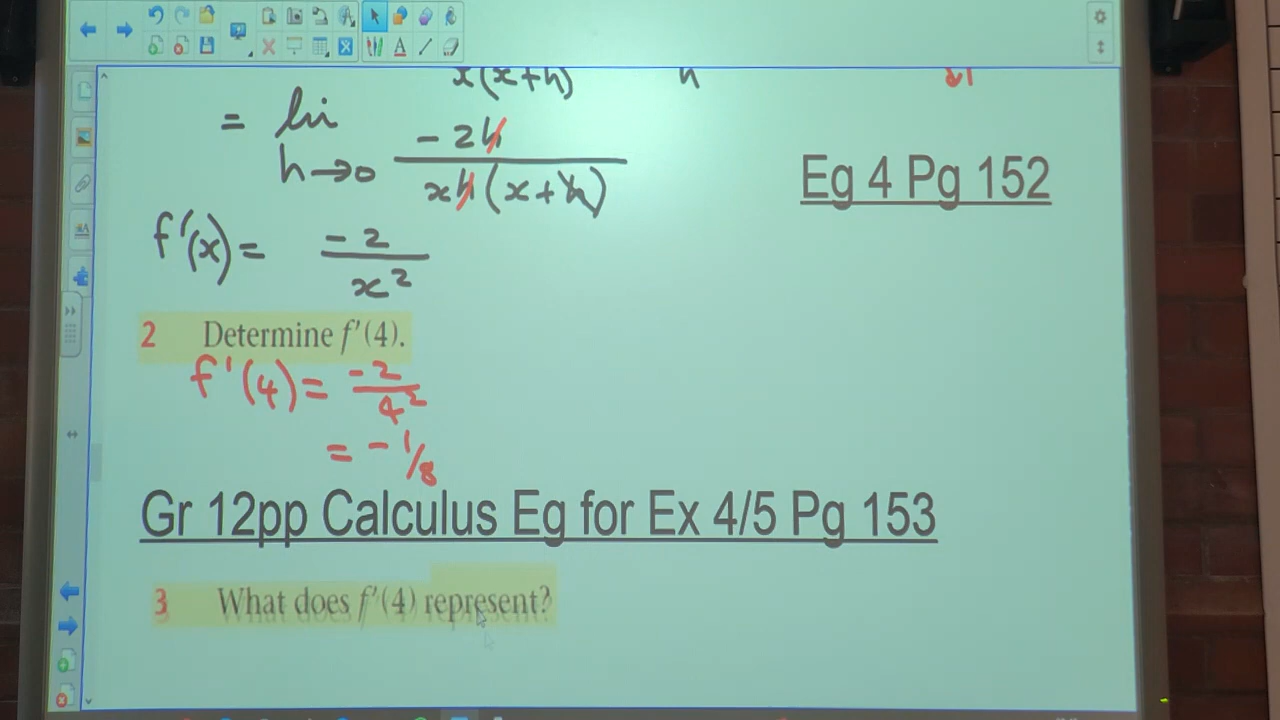 x(x+h) h
= lim -2h
h→0 xh(x+h)
Eg 4 Pg 152
f'(x) = -2
x²
2 Determine f'(4).
f'(4) = -2
4²
= -1/8
Gr 12pp Calculus Eg for Ex 4/5 Pg 153
3 What does f'(4) represent?